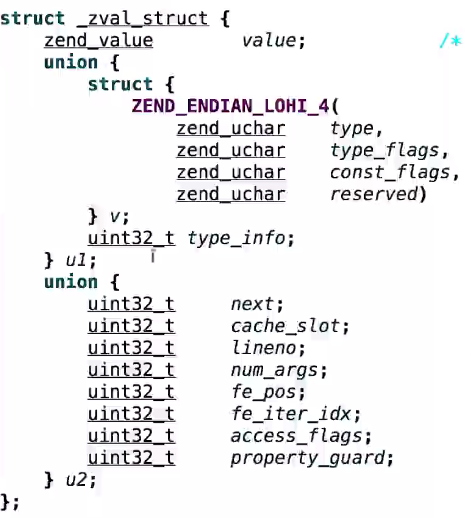 struct _zval_struct {
    zend_value        value;            /*
    union {
        struct {
            ZEND_ENDIAN_LOHI_4(
                zend_uchar    type,
                zend_uchar    type_flags,
                zend_uchar    const_flags,
                zend_uchar    reserved)
        } v;
        uint32_t type_info;
    } u1;
    union {
        uint32_t     next;
        uint32_t     cache_slot;
        uint32_t     lineno;
        uint32_t     num_args;
        uint32_t     fe_pos;
        uint32_t     fe_iter_idx;
        uint32_t     access_flags;
        uint32_t     property_guard;
    } u2;
};